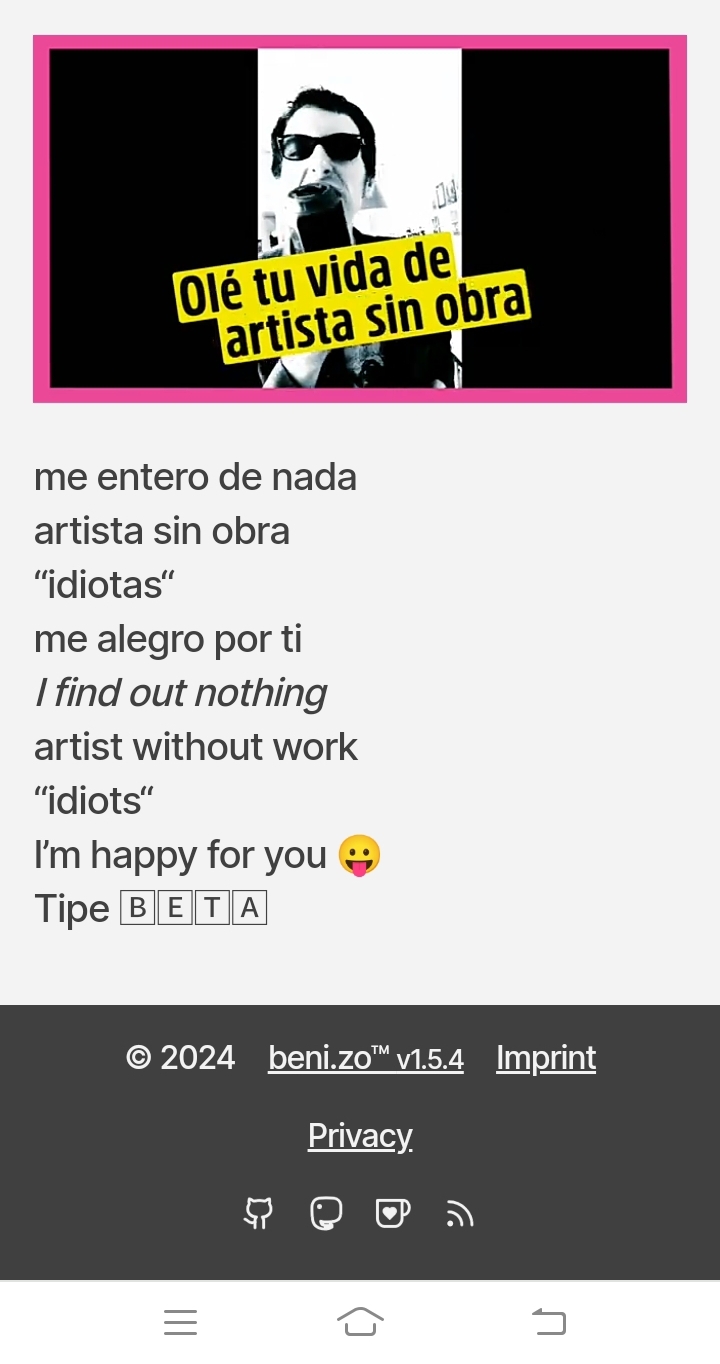 Olé tu vida de
artista sin obra
me entero de nada
artista sin obra
“idiotas“
me alegro por ti
I find out nothing
artist without work
“idiots“
I’m happy for you 😛
Tipe 🄱🄴🅃🄰
© 2024 beni.zo™ v1.5.4 Imprint
Privacy